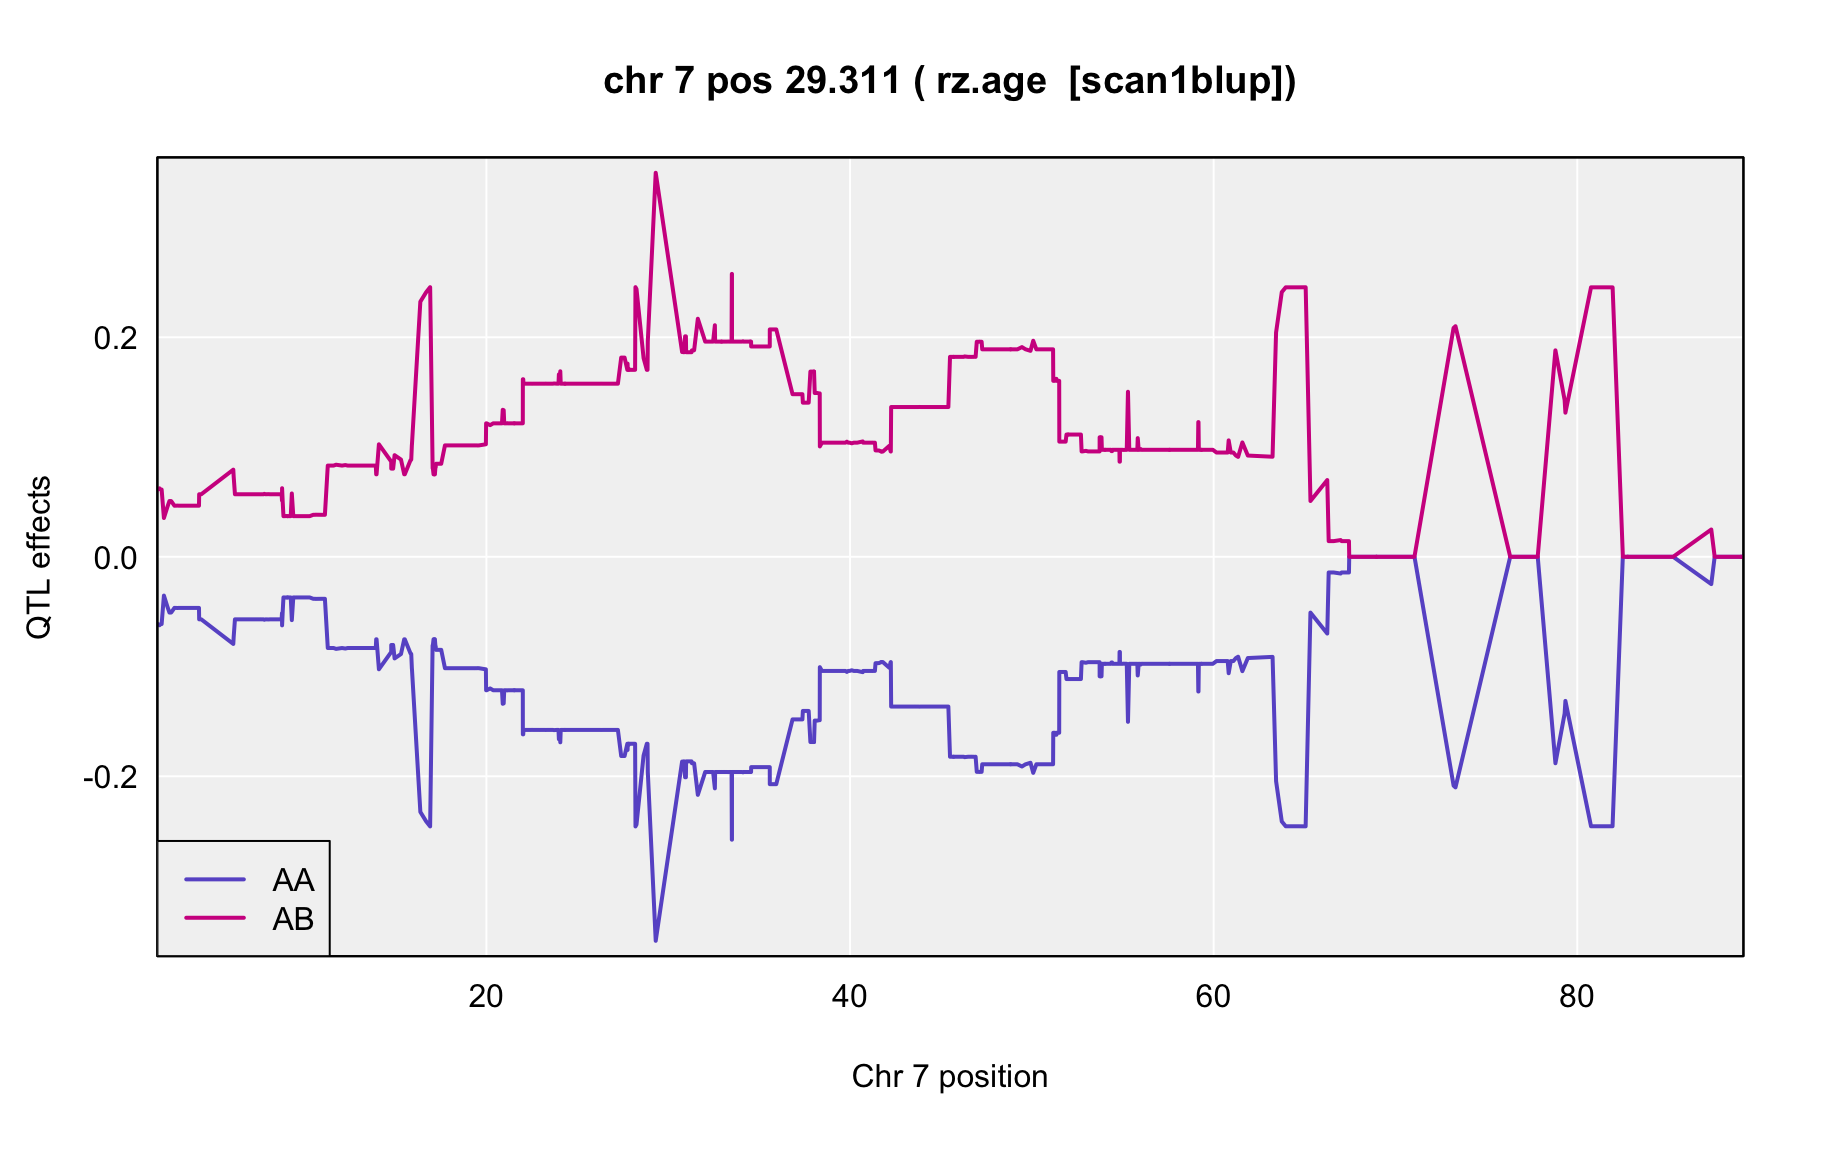 chr 7 pos 29.311 ( rz.age  [scan1blup])
QTL effects
0.2
0.0
-0.2
AA
AB
20 40 60 80
Chr 7 position